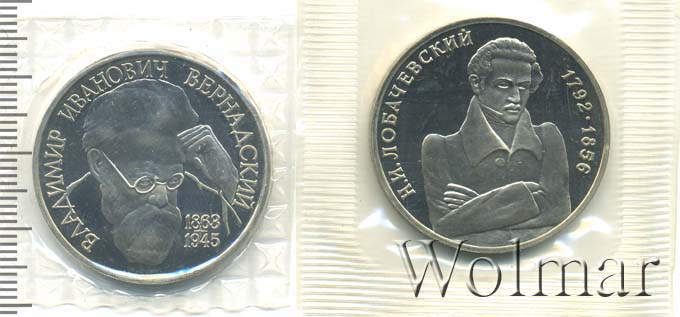 ВЛАДИМИР ИВАНОВИЧ ВЕРНАДСКИЙ
1863
1945
Н.И.ЛОБАЧЕВСКИЙ
1792·1856
Wolmar